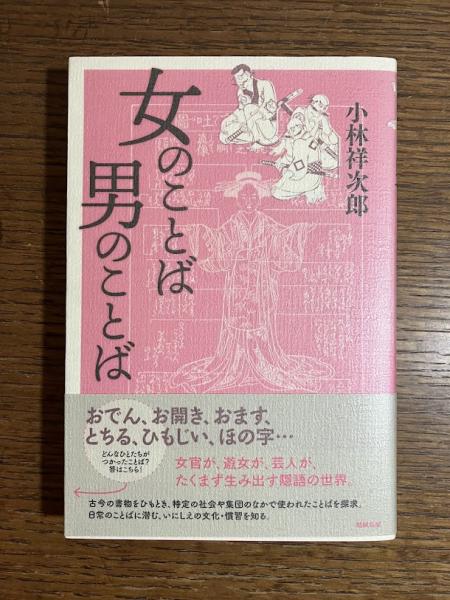 女のことば
男のことば
小林祥次郎
おでん、お開き、おます、
とちる、ひもじい、ほの字…
どんなひとたちが
つかったことば?
答はこちら!
女官が、遊女が、芸人が、
たくまず生み出す隠語の世界。
古今の書物をひもとき、特定の社会や集団のなかで使われたことばを探求。
日常のことばに潜む、いにしえの文化・慣習を知る。